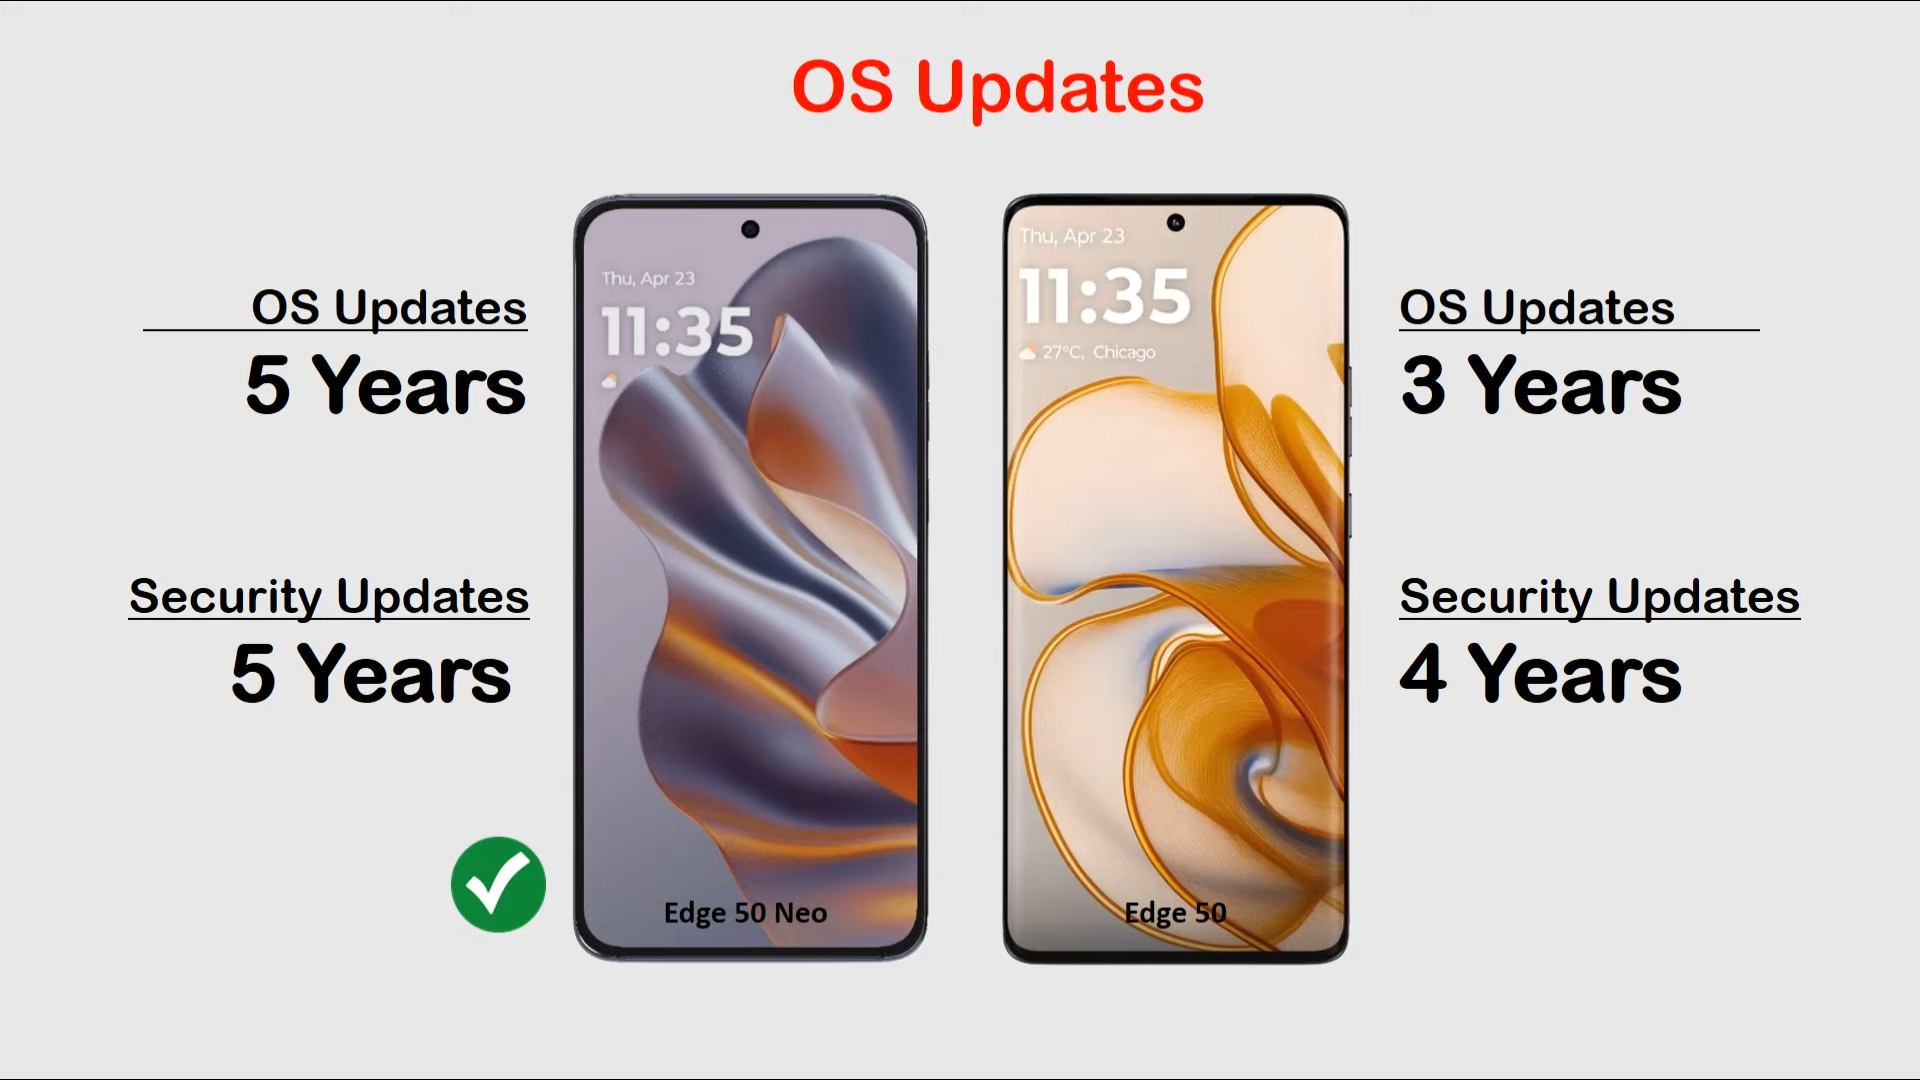 OS Updates
OS Updates
5 Years
Security Updates
5 Years
Thu, Apr 23
11:35
Edge 50 Neo
Thu, Apr 23
11:35
27°C, Chicago
Edge 50
OS Updates
3 Years
Security Updates
4 Years